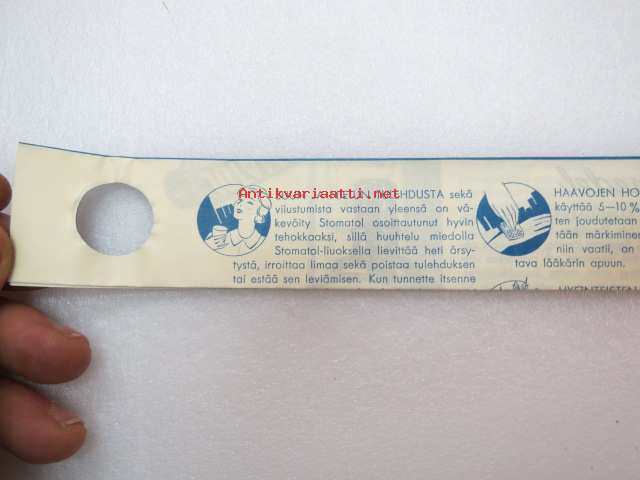 Antikvariaatti.net
TULEHDUSTA sekä
vilustumista vastaan yleensä on vä-
kevöity Stomatol osoittautunut hyvin
tehokkaaksi, sillä huuhtelu miedolla
Stomatol-liuoksella lievittää heti ärsy-
tystä, irroittaa limaa sekä poistaa tulehduksen
tai estää sen leviämisen. Kun tunnette itsenne
HAAVOJEN HO
käyttää 5—10 %
ten joudutetaan
tään märkiminen
niin vaatii, on
tava lääkärin apuun.